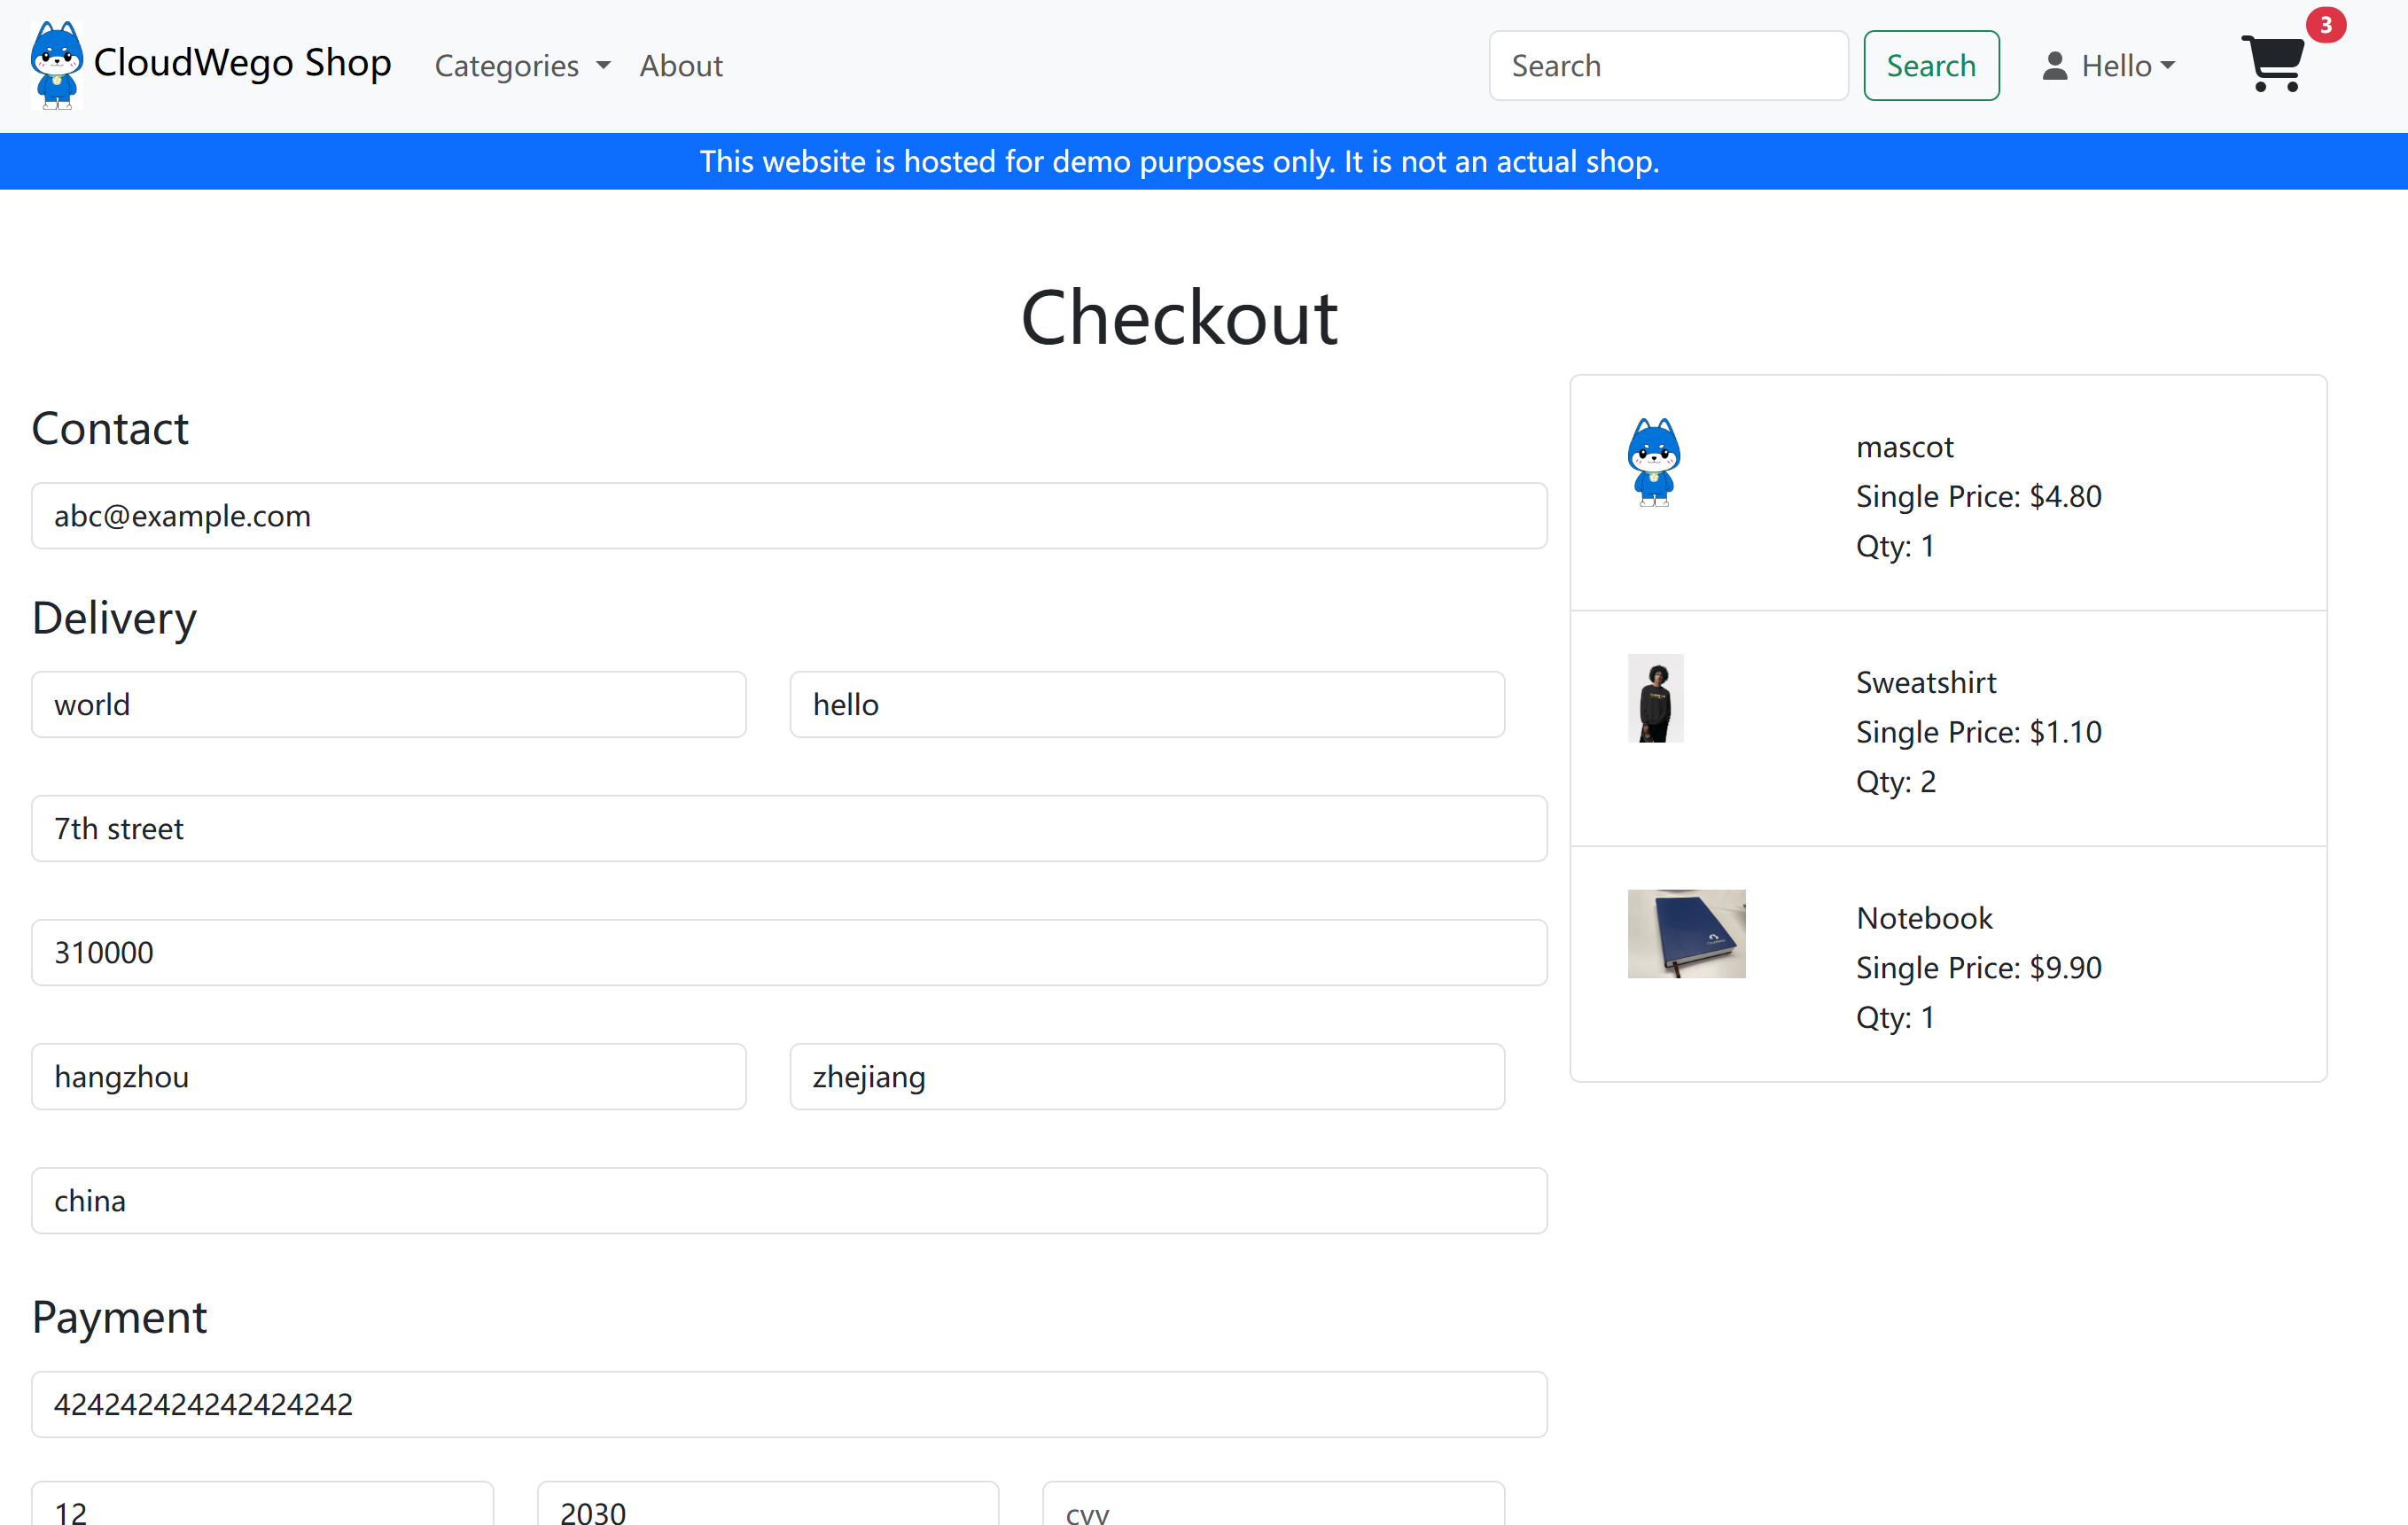 CloudWego Shop
Categories
About
Search
Search
Hello
3
This website is hosted for demo purposes only. It is not an actual shop.
Checkout
Contact
abc@example.com
Delivery
world
hello
7th street
310000
hangzhou
zhejiang
china
Payment
424242424242424242
12
2030
cvv
mascot
Single Price: $4.80
Qty: 1
Sweatshirt
Single Price: $1.10
Qty: 2
Notebook
Single Price: $9.90
Qty: 1